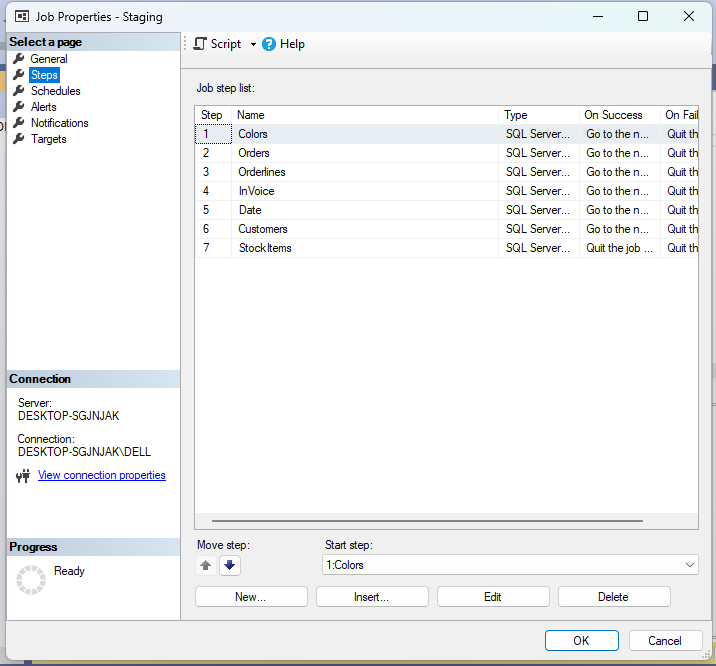 Job Properties - Staging
Select a page
General
Steps
Schedules
Alerts
Notifications
Targets
Script
Help
Job step list:
Step Name Type On Success On Fail
1 Colors SQL Server... Go to the n... Quit th
2 Orders SQL Server... Go to the n... Quit th
3 Orderlines SQL Server... Go to the n... Quit th
4 InVoice SQL Server... Go to the n... Quit th
5 Date SQL Server... Go to the n... Quit th
6 Customers SQL Server... Go to the n... Quit th
7 StockItems SQL Server... Quit the job ... Quit th
Connection
Server:
DESKTOP-SGJNJAK
Connection:
DESKTOP-SGJNJAK\DELL
View connection properties
Progress
Ready
Move step:
Start step:
1:Colors
New...
Insert...
Edit
Delete
OK
Cancel